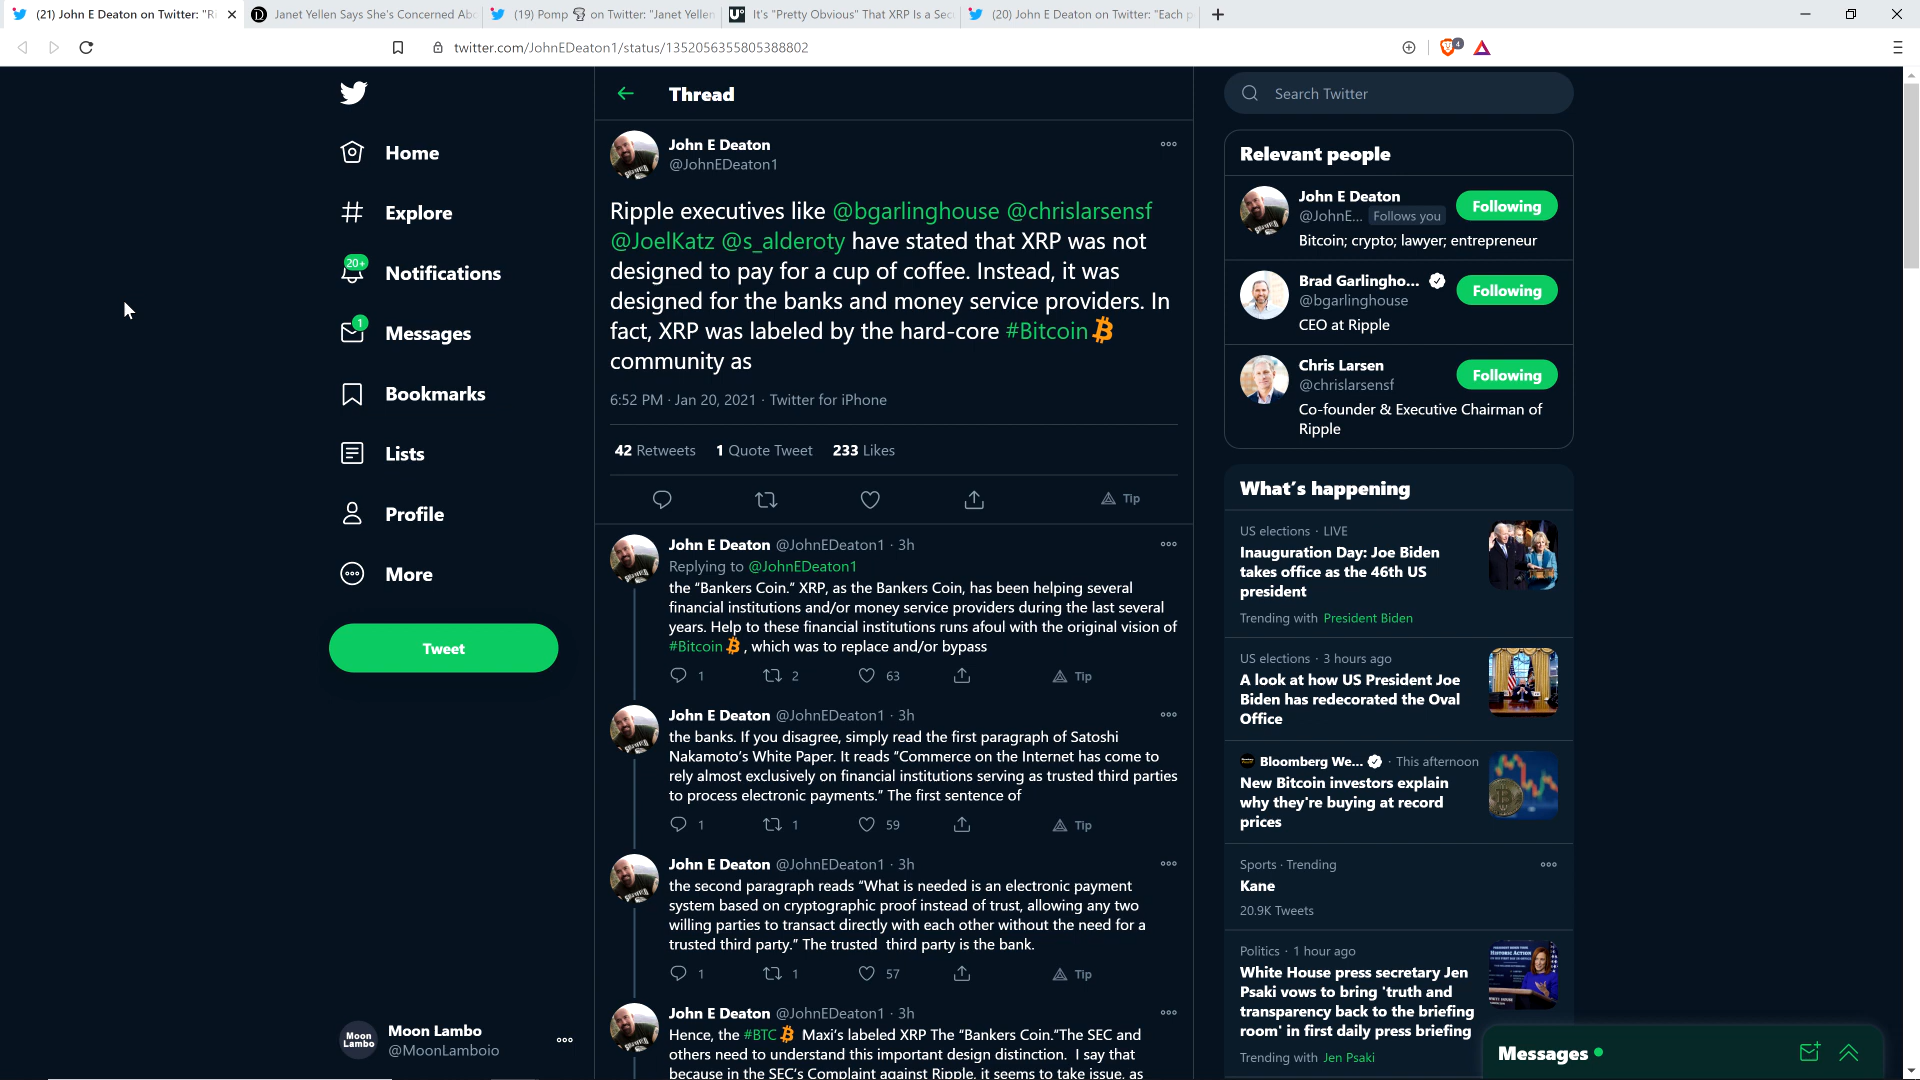 (21) John E Deaton on Twitter: "Ri
Janet Yellen Says She's Concerned Abo
(19) Pomp on Twitter: "Janet Yellen
It's "Pretty Obvious" That XRP Is a Secu
(20) John E Deaton on Twitter: "Each p
twitter.com/JohnEDeaton1/status/1352056355805388802
4
Home
Explore
20+
Notifications
1
Messages
Bookmarks
Lists
Profile
More
Tweet
Moon Lambo
Moon Lambo
@MoonLamboio
Thread
John E Deaton
@JohnEDeaton1
Ripple executives like @bgarlinghouse @chrislarsensf
@JoelKatz @s_alderoty have stated that XRP was not
designed to pay for a cup of coffee. Instead, it was
designed for the banks and money service providers. In
fact, XRP was labeled by the hard-core #Bitcoin
community as
6:52 PM · Jan 20, 2021 · Twitter for iPhone
42 Retweets 1 Quote Tweet 233 Likes
Tip
John E Deaton @JohnEDeaton1 · 3h
Replying to @JohnEDeaton1
the “Bankers Coin.” XRP, as the Bankers Coin, has been helping several
financial institutions and/or money service providers during the last several
years. Help to these financial institutions runs afoul with the original vision of
#Bitcoin , which was to replace and/or bypass
1 2 63 Tip
John E Deaton @JohnEDeaton1 · 3h
the banks. If you disagree, simply read the first paragraph of Satoshi
Nakamoto’s White Paper. It reads “Commerce on the Internet has come to
rely almost exclusively on financial institutions serving as trusted third parties
to process electronic payments.” The first sentence of
1 1 59 Tip
John E Deaton @JohnEDeaton1 · 3h
the second paragraph reads “What is needed is an electronic payment
system based on cryptographic proof instead of trust, allowing any two
willing parties to transact directly with each other without the need for a
trusted third party.” The trusted third party is the bank.
1 1 57 Tip
John E Deaton @JohnEDeaton1 · 3h
Hence, the #BTC Maxi’s labeled XRP The “Bankers Coin.”The SEC and
others need to understand this important design distinction. I say that
because in the SEC’s Complaint against Ripple, it seems to take issue, as
Search Twitter
Relevant people
John E Deaton
@JohnE... Follows you
Following
Bitcoin; crypto; lawyer; entrepreneur
Brad Garlingho...
@bgarlinghouse
Following
CEO at Ripple
Chris Larsen
@chrislarsensf
Following
Co-founder & Executive Chairman of
Ripple
What’s happening
US elections · LIVE
Inauguration Day: Joe Biden
takes office as the 46th US
president
Trending with President Biden
US elections · 3 hours ago
A look at how US President Joe
Biden has redecorated the Oval
Office
Bloomberg We... · This afternoon
New Bitcoin investors explain
why they're buying at record
prices
Sports · Trending
Kane
20.9K Tweets
Politics · 1 hour ago
White House press secretary Jen
Psaki vows to bring 'truth and
transparency back to the briefing
room' in first daily press briefing
Trending with Jen Psaki
Messages